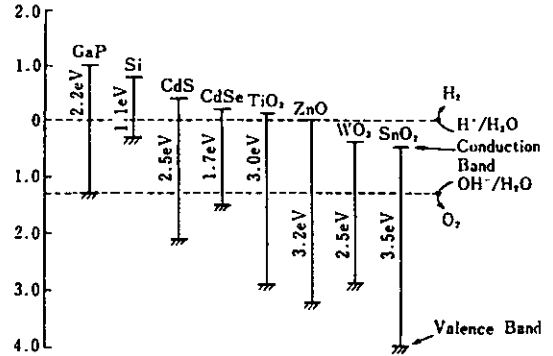 2.0
1.0
0
1.0
2.0
3.0
4.0
GaP
2.2eV
Si
1.1eV
CdS
2.5eV
CdSe
1.7eV
TiO₂
3.0eV
ZnO
3.2eV
WO₃
2.5eV
SnO₂
3.5eV
H₂
H⁺/H₂O
Conduction
Band
OH⁻/H₂O
O₂
Valence Band